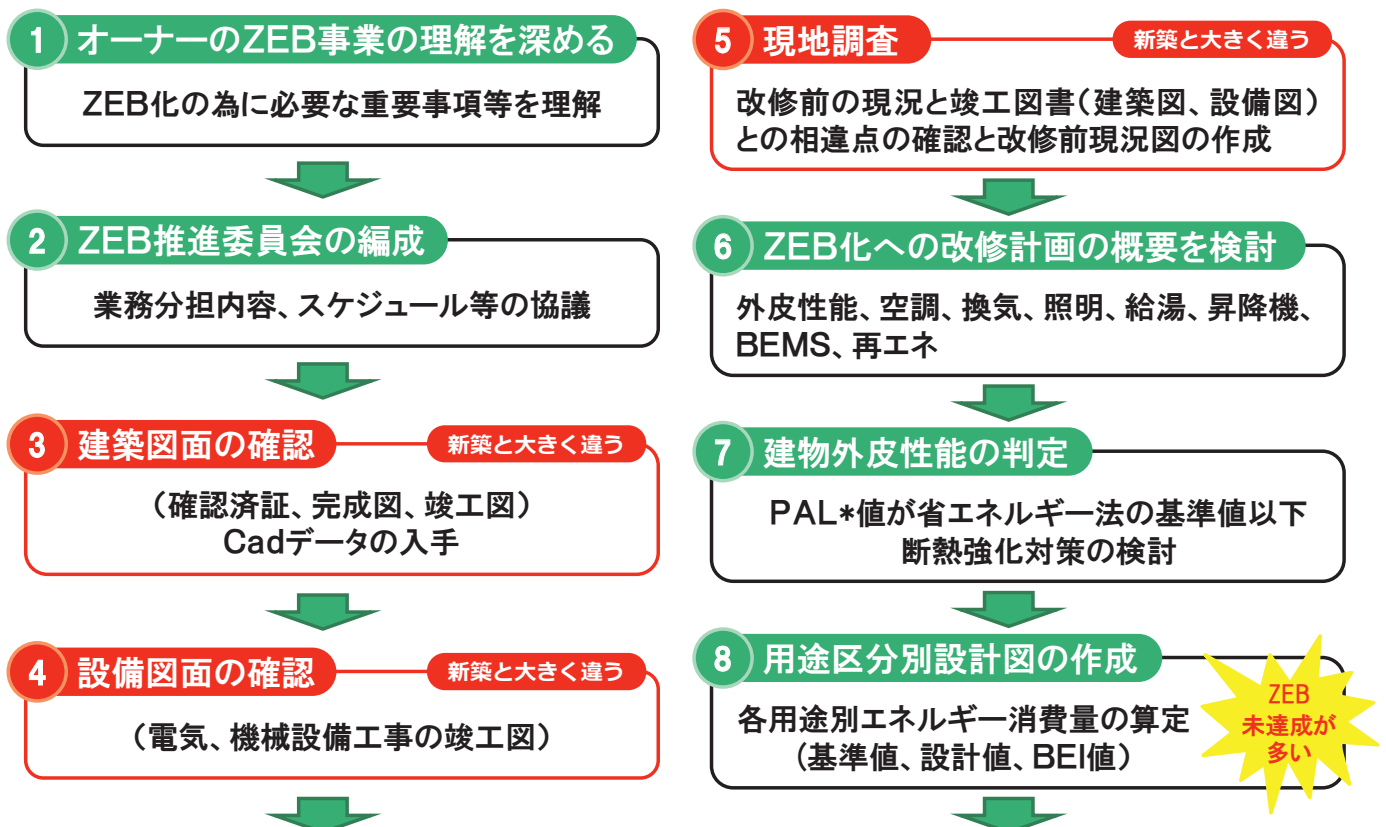 1 オーナーのZEB事業の理解を深める
ZEB化の為に必要な重要事項等を理解
2 ZEB推進委員会の編成
業務分担内容、スケジュール等の協議
3 建築図面の確認
新築と大きく違う
（確認済証、完成図、竣工図）
Cadデータの入手
4 設備図面の確認
新築と大きく違う
（電気、機械設備工事の竣工図）
5 現地調査
新築と大きく違う
改修前の現況と竣工図書（建築図、設備図）
との相違点の確認と改修前現況図の作成
6 ZEB化への改修計画の概要を検討
外皮性能、空調、換気、照明、給湯、昇降機、
BEMS、再エネ
7 建物外皮性能の判定
PAL*値が省エネルギー法の基準値以下
断熱強化対策の検討
8 用途区分別設計図の作成
各用途別エネルギー消費量の算定
（基準値、設計値、BEI値）
ZEB
未達成が
多い